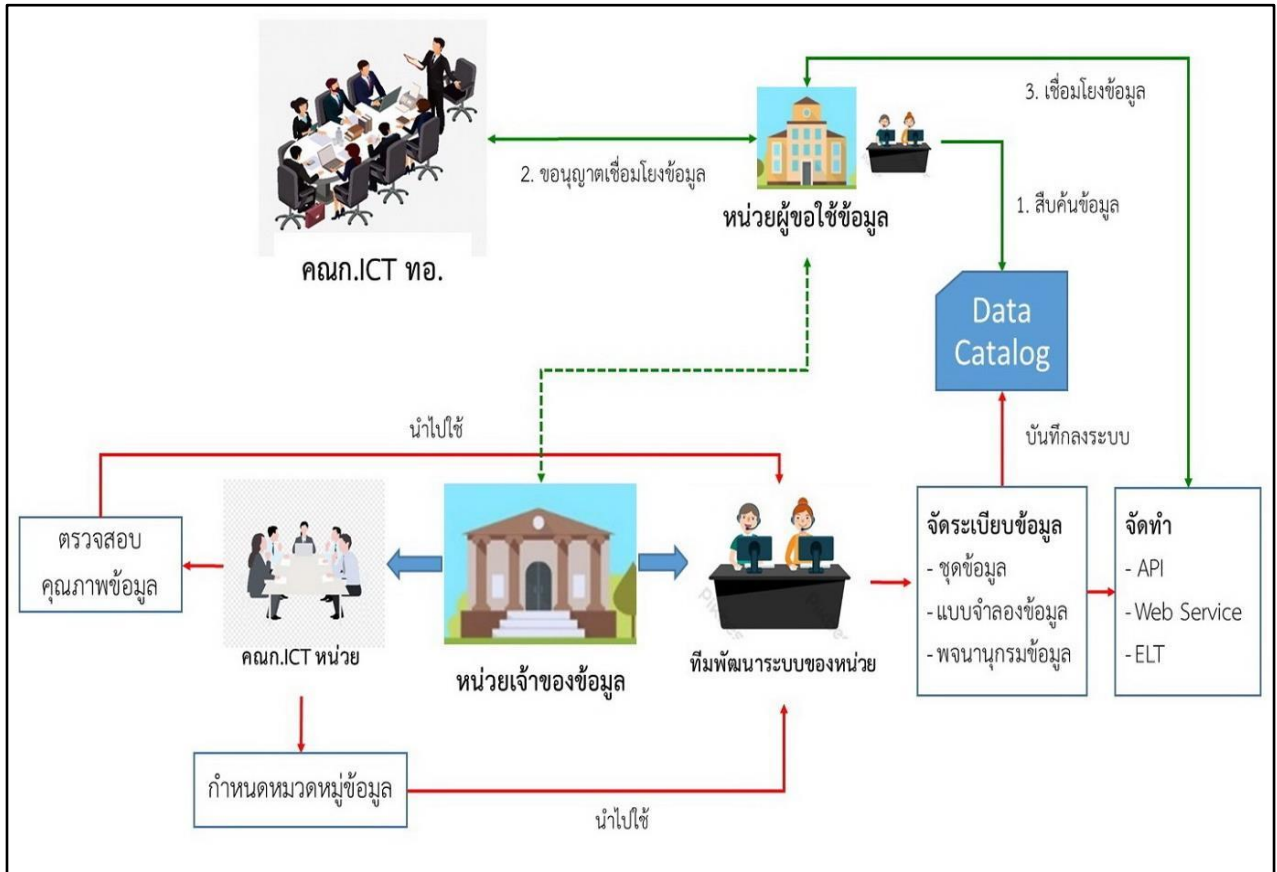 3. เชื่อมโยงข้อมูล
2. ขอนุญาตเชื่อมโยงข้อมูล
1. สืบค้นข้อมูล
หน่วยผู้ขอใช้ข้อมูล
คณก.ICT ทอ.
Data
Catalog
นำไปใช้
บันทึกลงระบบ
ตรวจสอบ
คุณภาพข้อมูล
คณก.ICT หน่วย
หน่วยเจ้าของข้อมูล
ทีมพัฒนาระบบของหน่วย
จัดระเบียบข้อมูล
- ชุดข้อมูล
- แบบจำลองข้อมูล
- พจนานุกรมข้อมูล
จัดทำ
- API
- Web Service
- ELT
กำหนดหมวดหมู่ข้อมูล
นำไปใช้